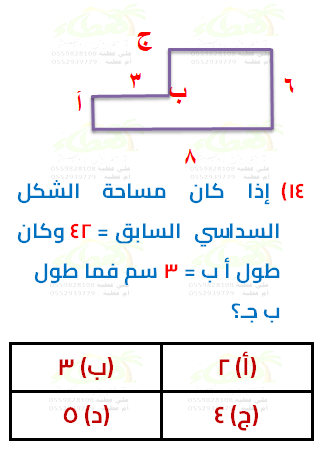 ج
٣
ب
٦
أ
٨
١٤) إذا كان مساحة الشكل
السداسي السابق = ٤٢ وكان
طول أ ب = ٣ سم فما طول
ب جـ؟
(أ) ٢
(ب) ٣
(ج) ٤
(د) ٥